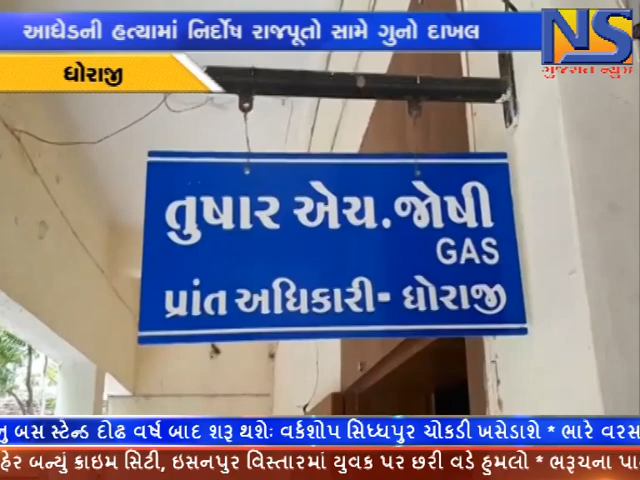 આધેડની હત્યામાં નિર્દોષ રાજપૂતો સામે ગુનો દાખલ
NS
ગુજરાત ન્યુઝ
ધોરાજી
તુષાર એચ.જોષી
GAS
પ્રાંત અધિકારી- ધોરાજી
નુ બસ સ્ટેન્ડ દોઢ વર્ષ બાદ શરૂ થશેઃ વર્કશોપ સિધ્ધપુર ચોકડી ખસેડાશે * ભારે વરસ
હેર બન્યું ક્રાઇમ સિટી, ઇસનપુર વિસ્તારમાં યુવક પર છરી વડે હુમલો * ભરૂચના પા